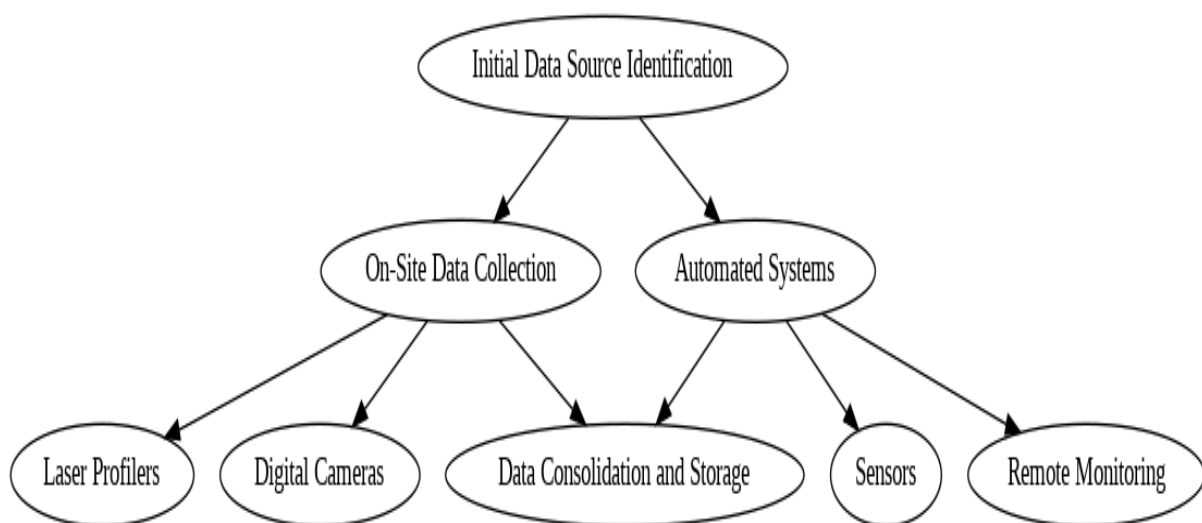 Initial Data Source Identification
On-Site Data Collection
Automated Systems
Laser Profilers
Digital Cameras
Data Consolidation and Storage
Sensors
Remote Monitoring